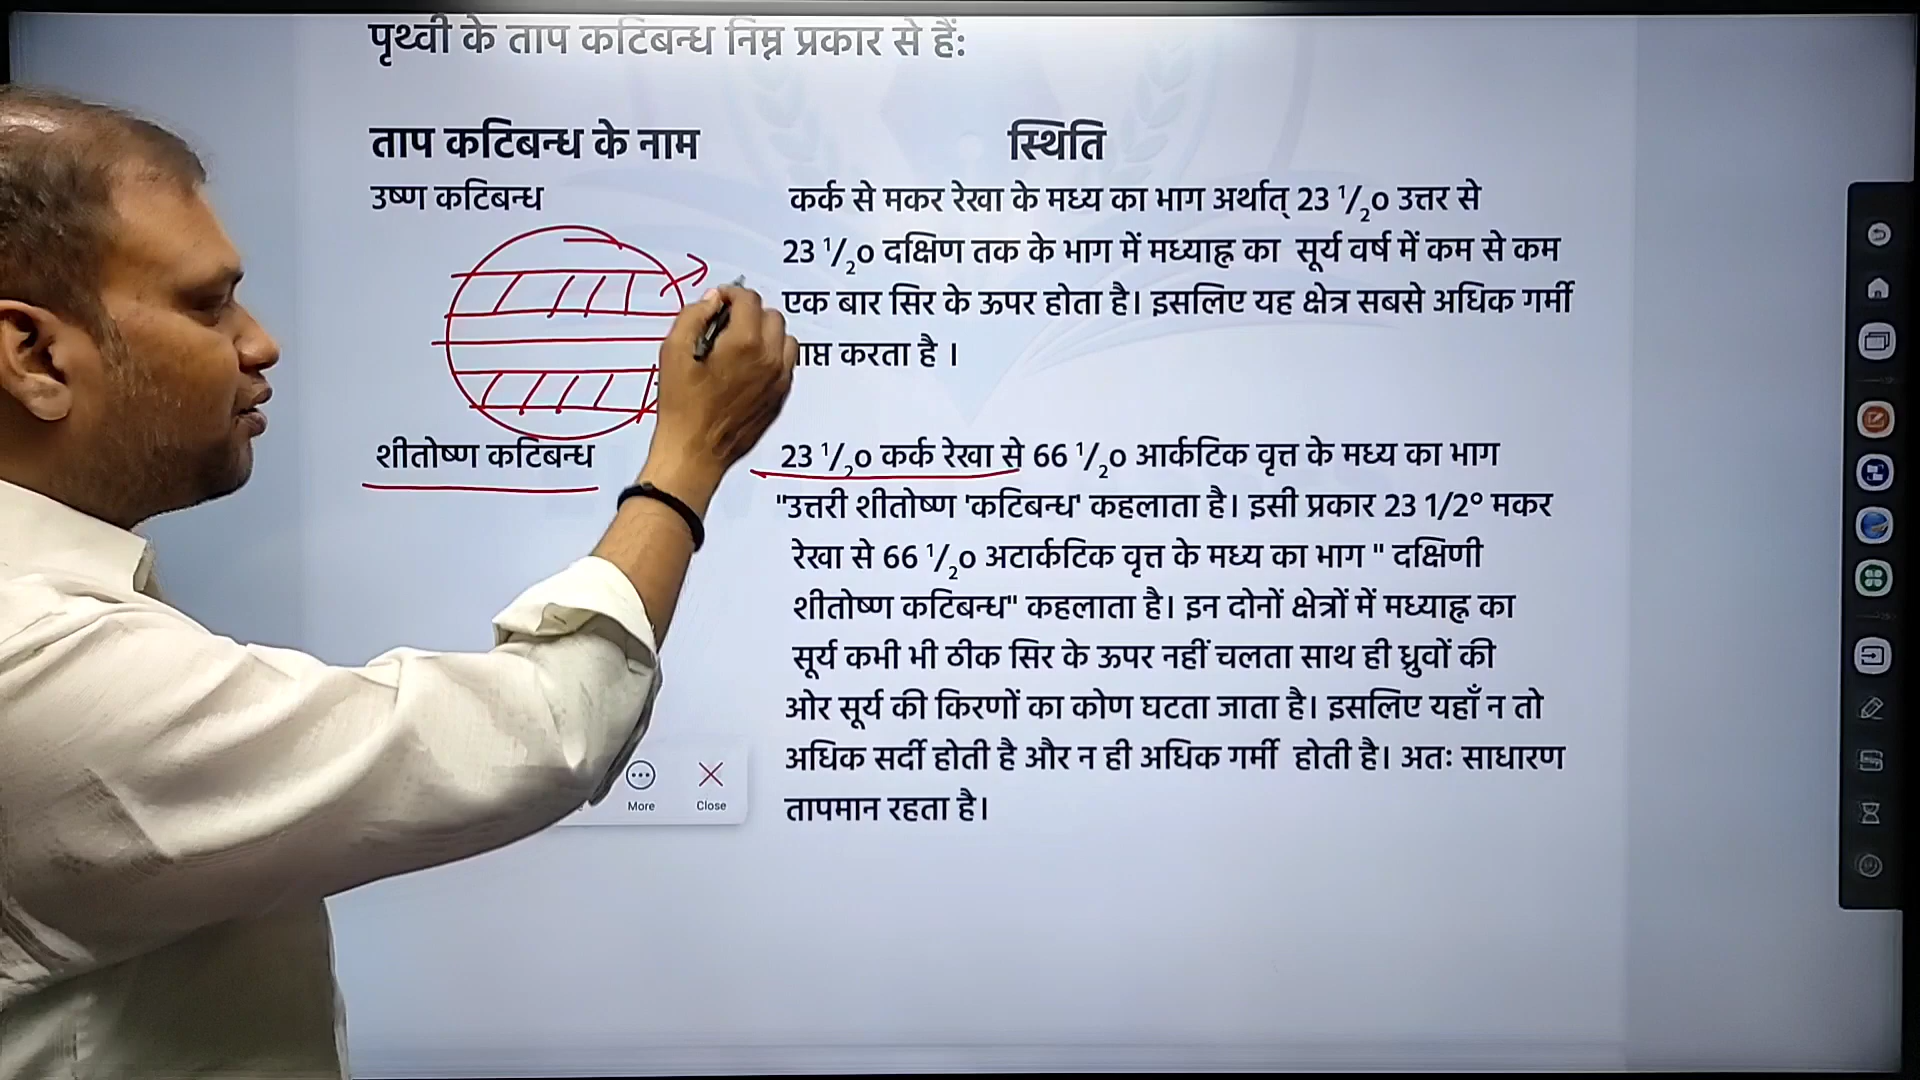 पृथ्वी के ताप कटिबन्ध निम्न प्रकार से हैं:
ताप कटिबन्ध के नाम स्थिति
उष्ण कटिबन्ध
कर्क से मकर रेखा के मध्य का भाग अर्थात् 23 1/2o उत्तर से
23 1/2o दक्षिण तक के भाग में मध्याह्न का सूर्य वर्ष में कम से कम
एक बार सिर के ऊपर होता है। इसलिए यह क्षेत्र सबसे अधिक गर्मी
करता है ।
शीतोष्ण कटिबन्ध
23 1/2o कर्क रेखा से 66 1/2o आर्कटिक वृत्त के मध्य का भाग
"उत्तरी शीतोष्ण 'कटिबन्ध' कहलाता है। इसी प्रकार 23 1/2° मकर
रेखा से 66 1/2o अटार्कटिक वृत्त के मध्य का भाग " दक्षिणी
शीतोष्ण कटिबन्ध" कहलाता है। इन दोनों क्षेत्रों में मध्याह्न का
सूर्य कभी भी ठीक सिर के ऊपर नहीं चलता साथ ही ध्रुवों की
ओर सूर्य की किरणों का कोण घटता जाता है। इसलिए यहाँ न तो
अधिक सर्दी होती है और न ही अधिक गर्मी होती है। अतः साधारण
तापमान रहता है।
More Close